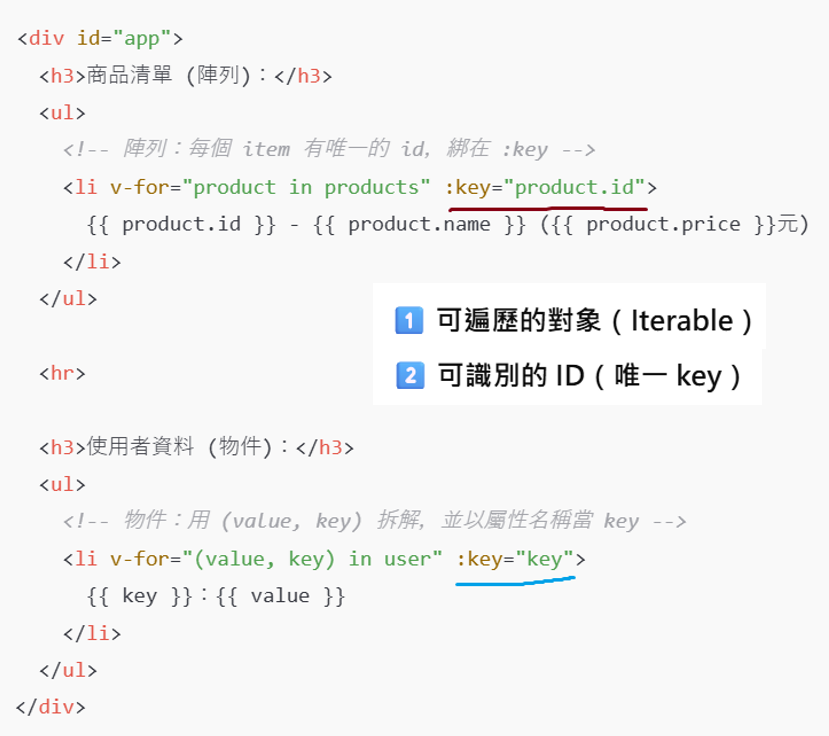 <div id="app">
<h3>商品清單 (陣列)：</h3>
<ul>
<!-- 陣列：每個 item 有唯一的 id，綁在 :key -->
<li v-for="product in products" :key="product.id">
{{ product.id }} - {{ product.name }} ({{ product.price }}元)
</li>
</ul>
1 可遍歷的對象（Iterable）
<hr>
2 可識別的 ID（唯一 key）
<h3>使用者資料 (物件)：</h3>
<ul>
<!-- 物件：用 (value, key) 拆解，並以屬性名稱當 key -->
<li v-for="(value, key) in user" :key="key">
{{ key }}：{{ value }}
</li>
</ul>
</div>